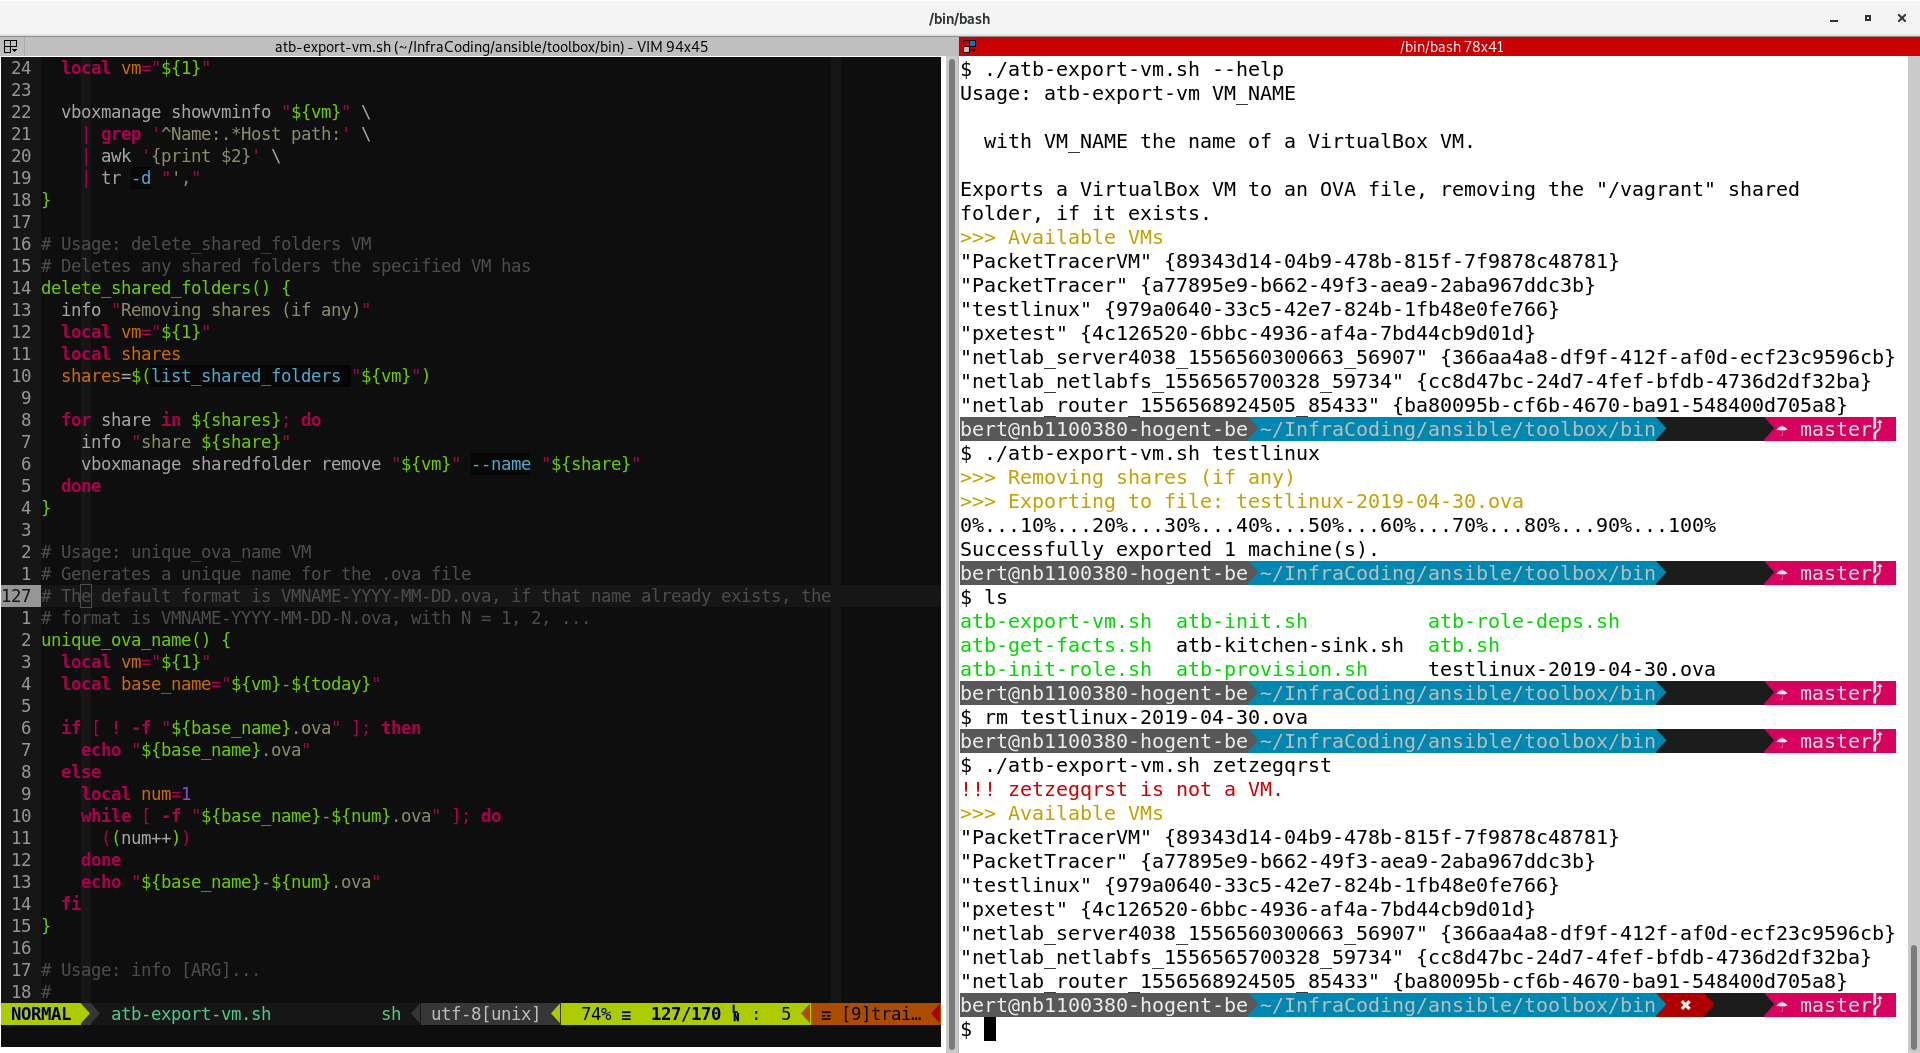 /bin/bash
atb-export-vm.sh (~/InfraCoding/ansible/toolbox/bin) - VIM 94x45
24   local vm="${1}"
23
22   vboxmanage showvminfo "${vm}" \
21     | grep '^Name:.*Host path:' \
20     | awk '{print $2}' \
19     | tr -d "',"
18 }
17
16 # Usage: delete_shared_folders VM
15 # Deletes any shared folders the specified VM has
14 delete_shared_folders() {
13   info "Removing shares (if any)"
12   local vm="${1}"
11   local shares
10   shares=$(list_shared_folders "${vm}")
9
8   for share in ${shares}; do
7     info "share ${share}"
6     vboxmanage sharedfolder remove "${vm}" --name "${share}"
5   done
4 }
3
2 # Usage: unique_ova_name VM
1 # Generates a unique name for the .ova file
127 # The default format is VMNAME-YYYY-MM-DD.ova, if that name already exists, the
1 # format is VMNAME-YYYY-MM-DD-N.ova, with N = 1, 2, ...
2 unique_ova_name() {
3   local vm="${1}"
4   local base_name="${vm}-${today}"
5
6   if [ ! -f "${base_name}.ova" ]; then
7     echo "${base_name}.ova"
8   else
9     local num=1
10     while [ -f "${base_name}-${num}.ova" ]; do
11       ((num++))
12     done
13     echo "${base_name}-${num}.ova"
14   fi
15 }
16
17 # Usage: info [ARG]...
18 #
NORMAL atb-export-vm.sh sh utf-8[unix] 74% ≡ 127/170 : 5 ☲ [9]trai…
/bin/bash 78x41
$ ./atb-export-vm.sh --help
Usage: atb-export-vm VM_NAME
  with VM_NAME the name of a VirtualBox VM.
Exports a VirtualBox VM to an OVA file, removing the "/vagrant" shared
folder, if it exists.
>>> Available VMs
"PacketTracerVM" {89343d14-04b9-478b-815f-7f9878c48781}
"PacketTracer" {a77895e9-b662-49f3-aea9-2aba967ddc3b}
"testlinux" {979a0640-33c5-42e7-824b-1fb48e0fe766}
"pxetest" {4c126520-6bbc-4936-af4a-7bd44cb9d01d}
"netlab_server4038_1556560300663_56907" {366aa4a8-df9f-412f-af0d-ecf23c9596cb}
"netlab_netlabfs_1556565700328_59734" {cc8d47bc-24d7-4fef-bfdb-4736d2df32ba}
"netlab_router_1556568924505_85433" {ba80095b-cf6b-4670-ba91-548400d705a8}
bert@nb1100380-hogent-be ~/InfraCoding/ansible/toolbox/bin ☂ master
$ ./atb-export-vm.sh testlinux
>>> Removing shares (if any)
>>> Exporting to file: testlinux-2019-04-30.ova
0%...10%...20%...30%...40%...50%...60%...70%...80%...90%...100%
Successfully exported 1 machine(s).
bert@nb1100380-hogent-be ~/InfraCoding/ansible/toolbox/bin ☂ master
$ ls
atb-export-vm.sh  atb-init.sh          atb-role-deps.sh
atb-get-facts.sh  atb-kitchen-sink.sh  atb.sh
atb-init-role.sh  atb-provision.sh     testlinux-2019-04-30.ova
bert@nb1100380-hogent-be ~/InfraCoding/ansible/toolbox/bin ☂ master
$ rm testlinux-2019-04-30.ova
bert@nb1100380-hogent-be ~/InfraCoding/ansible/toolbox/bin ☂ master
$ ./atb-export-vm.sh zetzegqrst
!!! zetzegqrst is not a VM.
>>> Available VMs
"PacketTracerVM" {89343d14-04b9-478b-815f-7f9878c48781}
"PacketTracer" {a77895e9-b662-49f3-aea9-2aba967ddc3b}
"testlinux" {979a0640-33c5-42e7-824b-1fb48e0fe766}
"pxetest" {4c126520-6bbc-4936-af4a-7bd44cb9d01d}
"netlab_server4038_1556560300663_56907" {366aa4a8-df9f-412f-af0d-ecf23c9596cb}
"netlab_netlabfs_1556565700328_59734" {cc8d47bc-24d7-4fef-bfdb-4736d2df32ba}
"netlab_router_1556568924505_85433" {ba80095b-cf6b-4670-ba91-548400d705a8}
bert@nb1100380-hogent-be ~/InfraCoding/ansible/toolbox/bin ✖ ☂ master
$